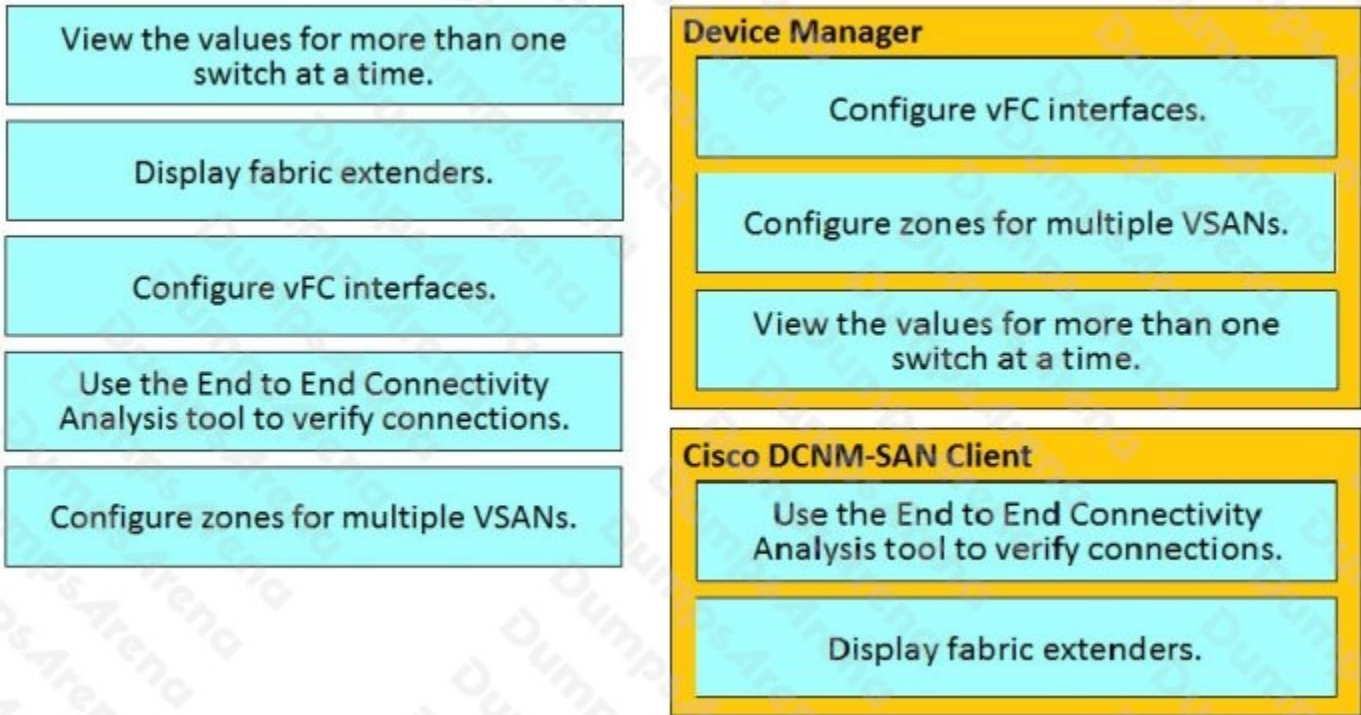 View the values for more than one
switch at a time.
Display fabric extenders.
Configure vFC interfaces.
Use the End to End Connectivity
Analysis tool to verify connections.
Configure zones for multiple VSANs.
Device Manager
Configure vFC interfaces.
Configure zones for multiple VSANs.
View the values for more than one
switch at a time.
Cisco DCNM-SAN Client
Use the End to End Connectivity
Analysis tool to verify connections.
Display fabric extenders.